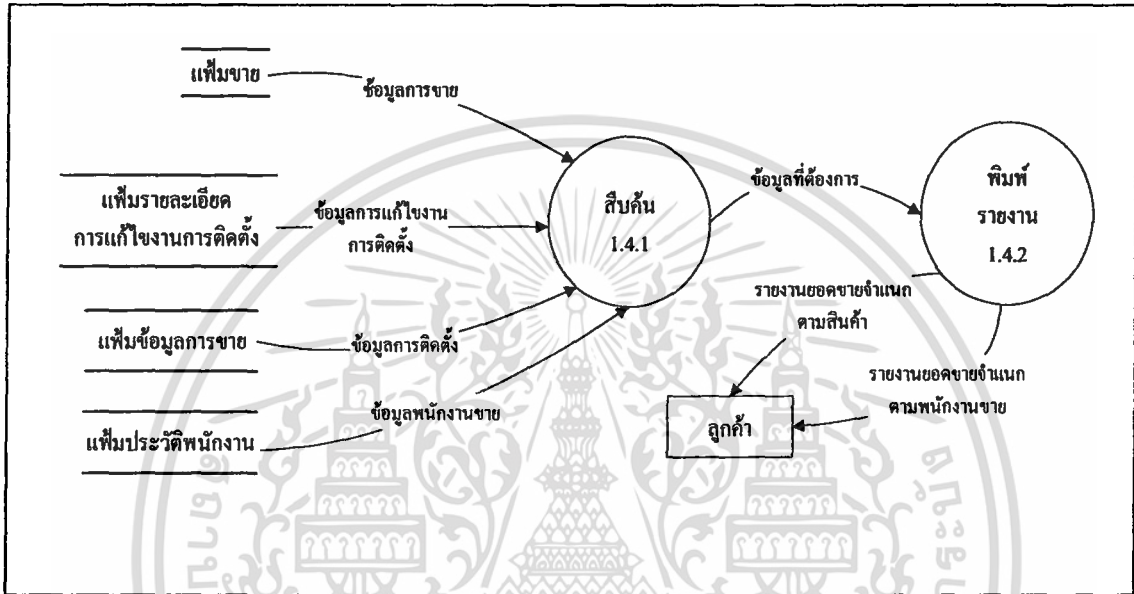 แฟ้มขาย
ข้อมูลการขาย
แฟ้มรายละเอียด
การแก้ไขงานการติดตั้ง
ข้อมูลการแก้ไขงาน
การติดตั้ง
สืบค้น
1.4.1
ข้อมูลที่ต้องการ
พิมพ์
รายงาน
1.4.2
แฟ้มข้อมูลการขาย
ข้อมูลการติดตั้ง
รายงานยอดขายจำแนก
ตามสินค้า
แฟ้มประวัติพนักงาน
ข้อมูลพนักงานขาย
ลูกค้า
รายงานยอดขายจำแนก
ตามพนักงานขาย